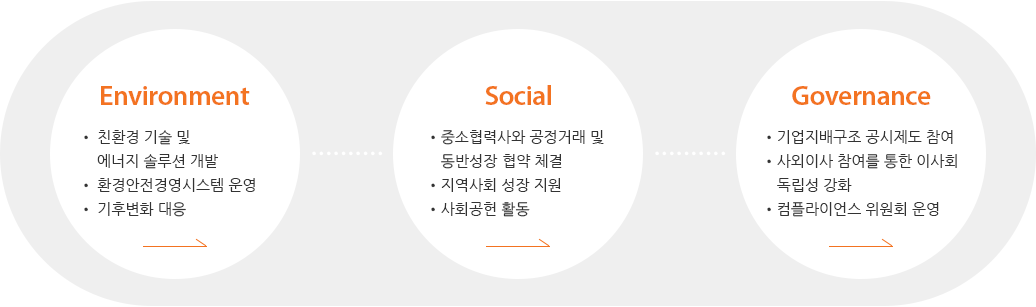 Environment
• 친환경 기술 및
에너지 솔루션 개발
• 환경안전경영시스템 운영
• 기후변화 대응
Social
• 중소협력사와 공정거래 및
동반성장 협약 체결
• 지역사회 성장 지원
• 사회공헌 활동
Governance
• 기업지배구조 공시제도 참여
• 사외이사 참여를 통한 이사회
독립성 강화
• 컴플라이언스 위원회 운영